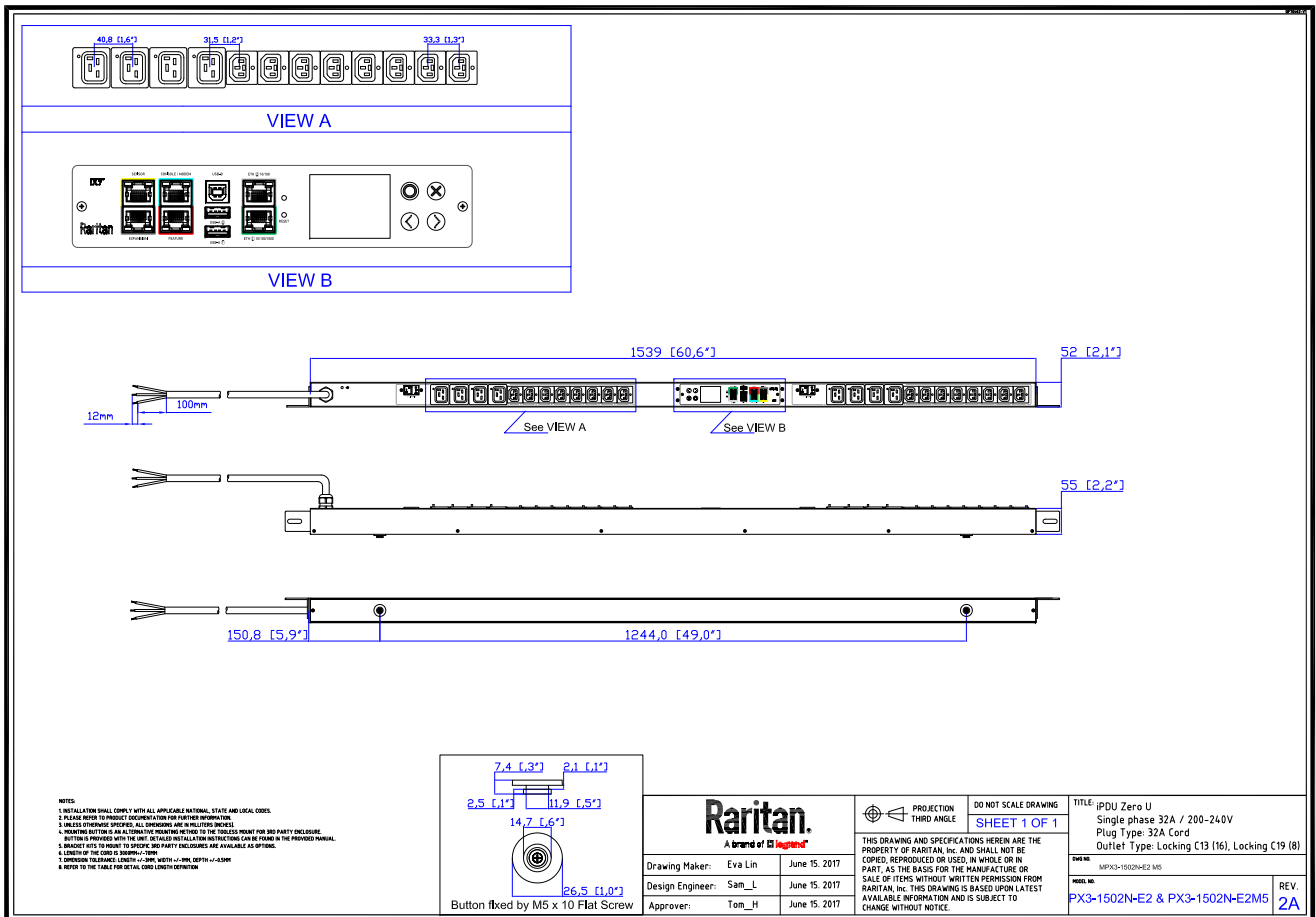 40,8 [1,6"]
31,5 [1,2"]
33,3 [1,3"]
VIEW A
SENSOR
CONSOLE / MODEM
USB-B
RESET
Raritan
EXPANSION
FEATURE
VIEW B
1539 [60,6"]
52 [2,1"]
100mm
12mm
See VIEW A
See VIEW B
55 [2,2"]
150,8 [5,9"]
1244,0 [49,0"]
NOTES:
1. INSTALLATION SHALL COMPLY WITH ALL APPLICABLE NATIONAL, STATE AND LOCAL CODES.
2. PLEASE REFER TO PRODUCT DOCUMENTATION FOR FURTHER INFORMATION.
3. UNLESS OTHERWISE SPECIFIED, ALL DIMENSIONS ARE IN MILLITERS [INCHES].
4. MOUNTING BUTTON IS AN ALTERNATIVE MOUNTING METHOD TO THE TOOLESS MOUNT FOR 3RD PARTY ENCLOSURE.
BUTTON IS PROVIDED WITH THE UNIT. DETAILED INSTALLATION INSTRUCTIONS CAN BE FOUND IN THE PROVIDED MANUAL.
5. BRACKET KITS TO MOUNT TO SPECIFIC 3RD PARTY ENCLOSURES ARE AVAILABLE AS OPTIONS.
6. LENGTH OF THE CORD IS 3000MM+/-70MM
7. DIMENSION TOLERANCE: LENGTH +/-3MM, WIDTH +/-1MM, DEPTH +/-0.5MM
8. REFER TO THE TABLE FOR DETAIL CORD LENGTH DEFINITION
7,4 [,3"]
2,1 [,1"]
2,5 [,1"]
11,9 [,5"]
14,7 [,6"]
26,5 [1,0"]
Button fixed by M5 x 10 Flat Screw
Raritan.
A brand of legrand
Drawing Maker: Eva Lin June 15. 2017
Design Engineer: Sam_L June 15. 2017
Approver: Tom_H June 15. 2017
PROJECTION
THIRD ANGLE
DO NOT SCALE DRAWING
SHEET 1 OF 1
THIS DRAWING AND SPECIFICATIONS HEREIN ARE THE
PROPERTY OF RARITAN, Inc. AND SHALL NOT BE
COPIED, REPRODUCED OR USED, IN WHOLE OR IN
PART, AS THE BASIS FOR THE MANUFACTURE OR
SALE OF ITEMS WITHOUT WRITTEN PERMISSION FROM
RARITAN, Inc. THIS DRAWING IS BASED UPON LATEST
AVAILABLE INFORMATION AND IS SUBJECT TO
CHANGE WITHOUT NOTICE.
TITLE: iPDU Zero U
Single phase 32A / 200-240V
Plug Type: 32A Cord
Outlet Type: Locking C13 (16), Locking C19 (8)
DWG NO.
MPX3-1502N-E2 M5
MODEL NO.
PX3-1502N-E2 & PX3-1502N-E2M5
REV.
2A